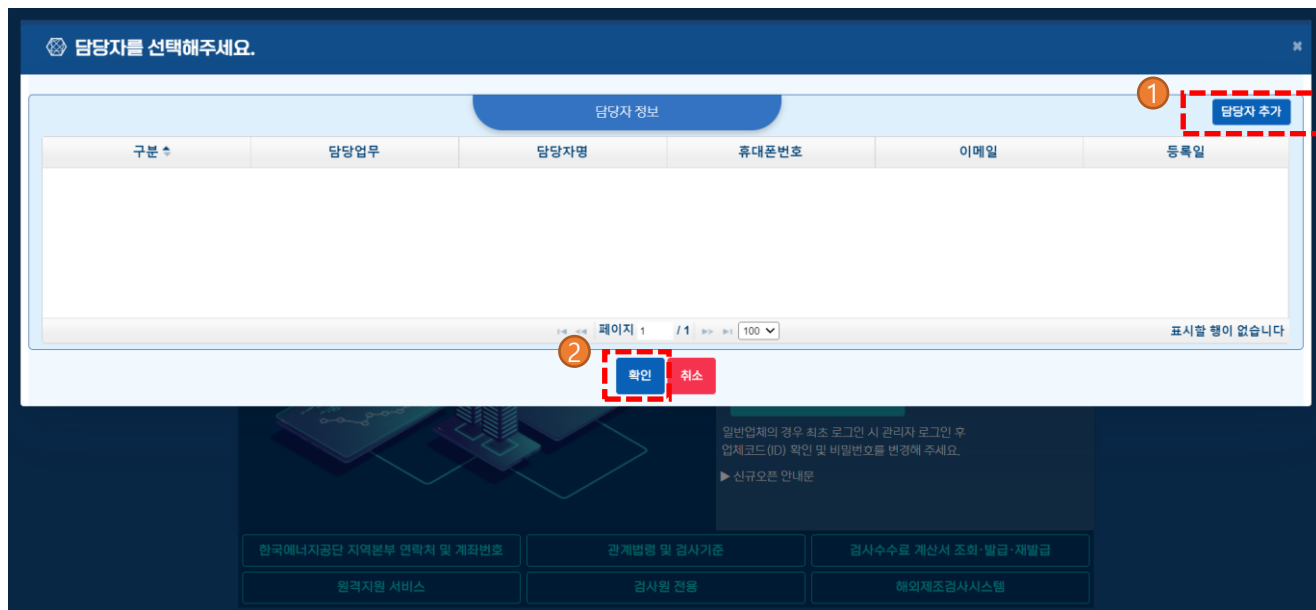 담당자를 선택해주세요.
×
1
담당자 정보
담당자 추가
구분 담당업무 담당자명 휴대폰번호 이메일 등록일
페이지 1 / 1 100 표시할 행이 없습니다
2
확인 취소
일반업체의 경우 최초 로그인 시 관리자 로그인 후
업체코드(ID) 확인 및 비밀번호를 변경해 주세요.
▶ 신규오픈 안내문
한국에너지공단 지역본부 연락처 및 계좌번호 관계법령 및 검사기준 검사수수료 계산서 조회·발급·재발급
원격지원 서비스 검사원 전용 해외제조검사시스템